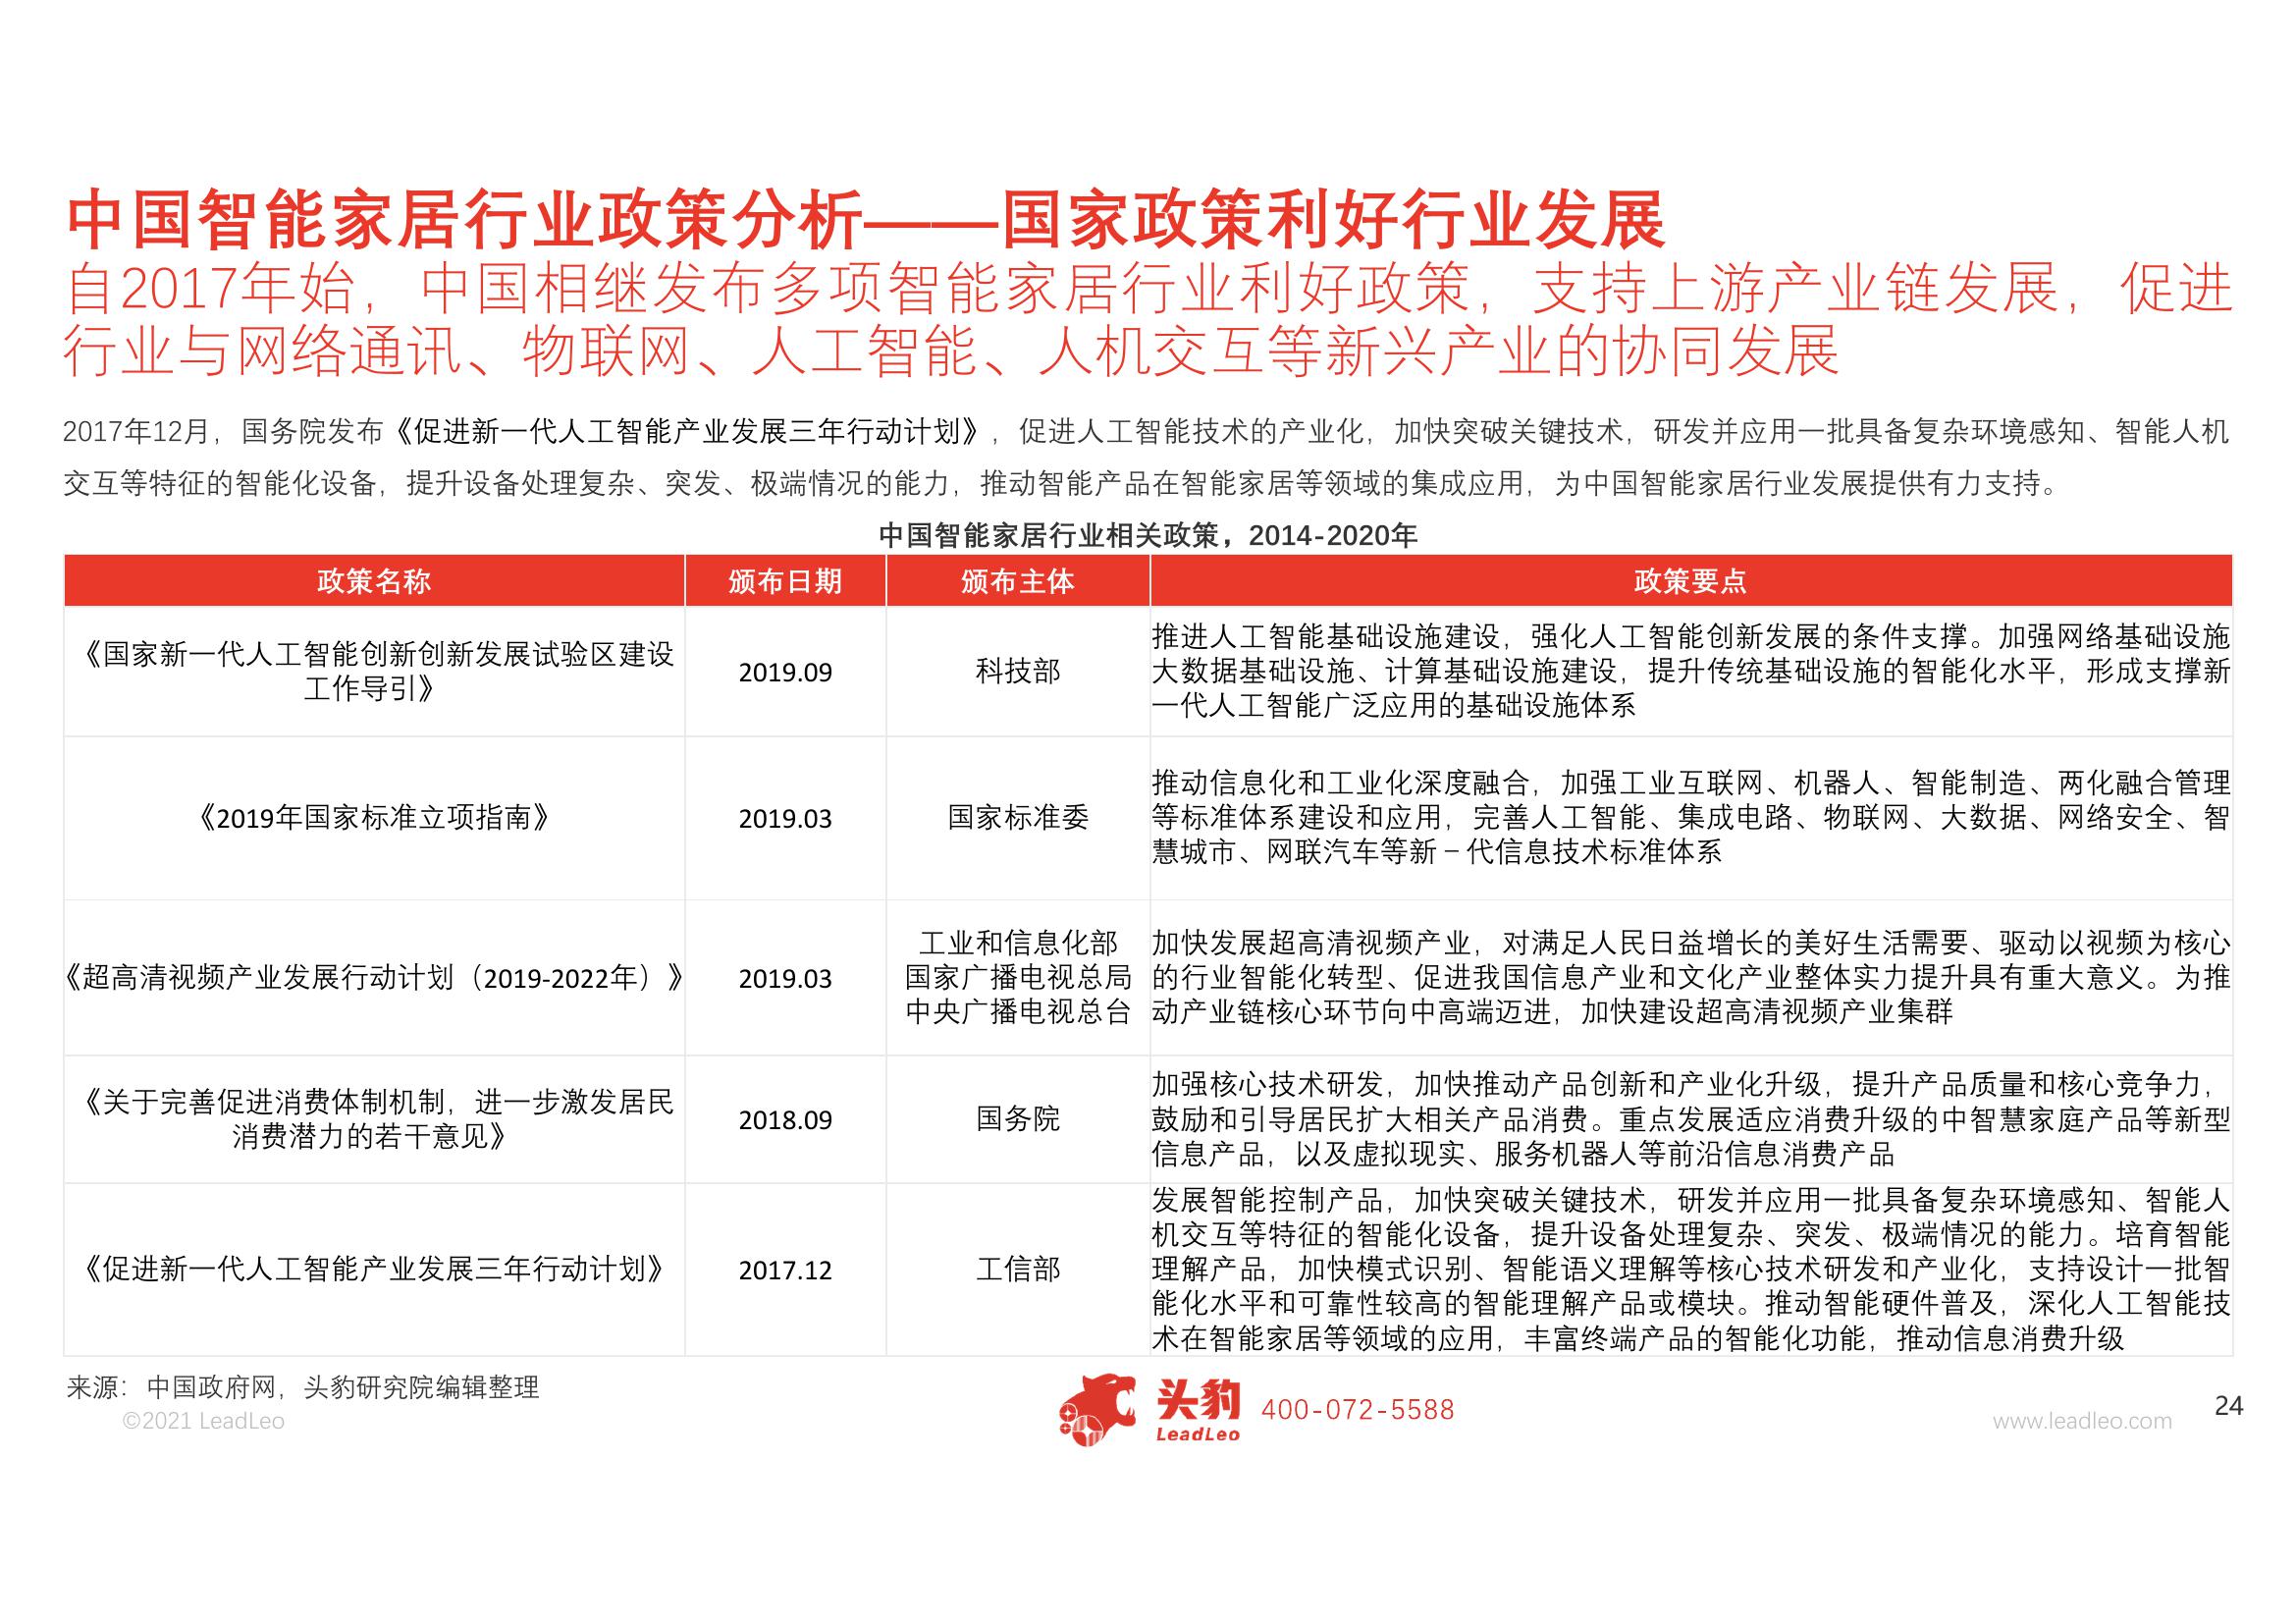 中国智能家居行业政策分析——国家政策利好行业发展
自2017年始，中国相继发布多项智能家居行业利好政策，支持上游产业链发展，促进
行业与网络通讯、物联网、人工智能、人机交互等新兴产业的协同发展
2017年12月，国务院发布《促进新一代人工智能产业发展三年行动计划》，促进人工智能技术的产业化，加快突破关键技术，研发并应用一批具备复杂环境感知、智能人机
交互等特征的智能化设备，提升设备处理复杂、突发、极端情况的能力，推动智能产品在智能家居等领域的集成应用，为中国智能家居行业发展提供有力支持。
中国智能家居行业相关政策，2014-2020年
政策名称 颁布日期 颁布主体 政策要点
《国家新一代人工智能创新创新发展试验区建设
工作导引》
2019.09
科技部
推进人工智能基础设施建设，强化人工智能创新发展的条件支撑。加强网络基础设施
大数据基础设施、计算基础设施建设，提升传统基础设施的智能化水平，形成支撑新
一代人工智能广泛应用的基础设施体系
《2019年国家标准立项指南》
2019.03
国家标准委
推动信息化和工业化深度融合，加强工业互联网、机器人、智能制造、两化融合管理
等标准体系建设和应用，完善人工智能、集成电路、物联网、大数据、网络安全、智
慧城市、网联汽车等新－代信息技术标准体系
《超高清视频产业发展行动计划（2019-2022年）》
2019.03
工业和信息化部
国家广播电视总局
中央广播电视总台
加快发展超高清视频产业，对满足人民日益增长的美好生活需要、驱动以视频为核心
的行业智能化转型、促进我国信息产业和文化产业整体实力提升具有重大意义。为推
动产业链核心环节向中高端迈进，加快建设超高清视频产业集群
《关于完善促进消费体制机制，进一步激发居民
消费潜力的若干意见》
2018.09
国务院
加强核心技术研发，加快推动产品创新和产业化升级，提升产品质量和核心竞争力，
鼓励和引导居民扩大相关产品消费。重点发展适应消费升级的中智慧家庭产品等新型
信息产品，以及虚拟现实、服务机器人等前沿信息消费产品
《促进新一代人工智能产业发展三年行动计划》
2017.12
工信部
发展智能控制产品，加快突破关键技术，研发并应用一批具备复杂环境感知、智能人
机交互等特征的智能化设备，提升设备处理复杂、突发、极端情况的能力。培育智能
理解产品，加快模式识别、智能语义理解等核心技术研发和产业化，支持设计一批智
能化水平和可靠性较高的智能理解产品或模块。推动智能硬件普及，深化人工智能技
术在智能家居等领域的应用，丰富终端产品的智能化功能，推动信息消费升级
来源：中国政府网，头豹研究院编辑整理
©2021 LeadLeo
头豹
LeadLeo
400-072-5588
www.leadleo.com
24